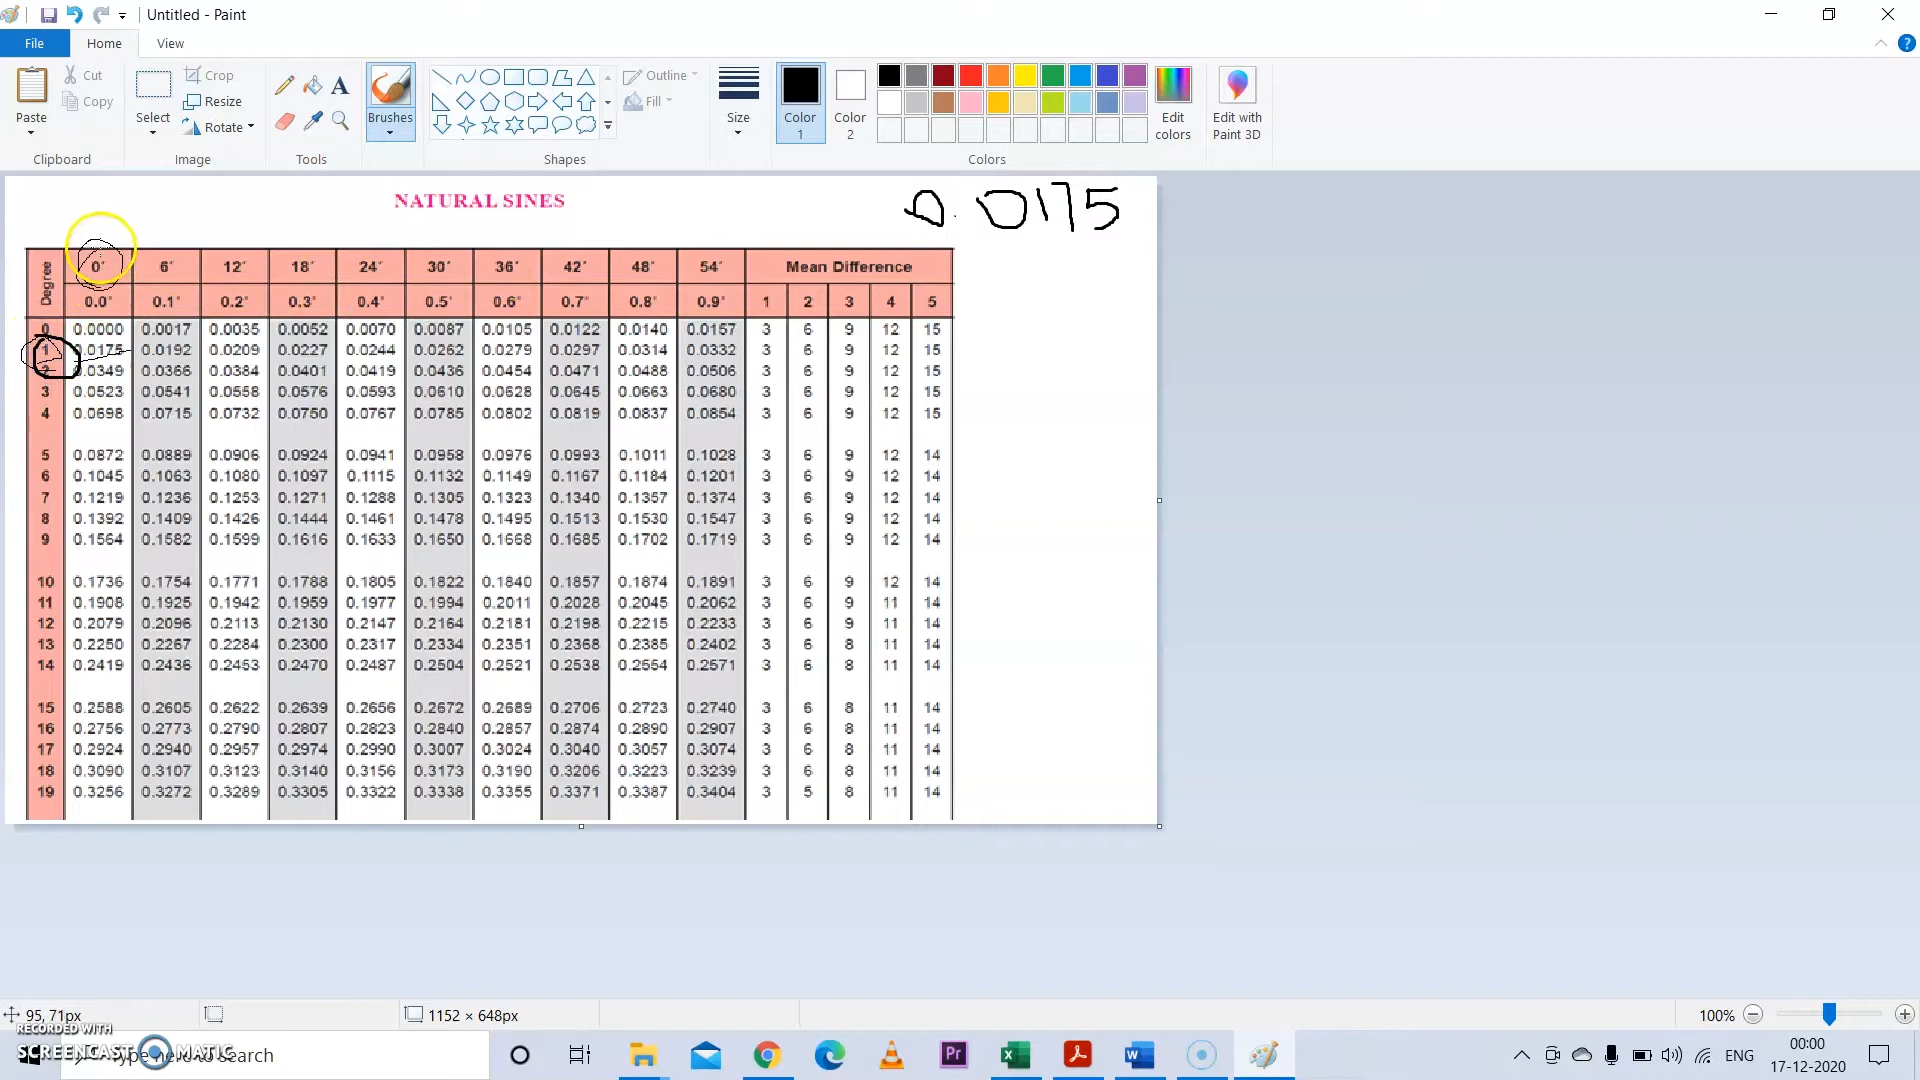 Untitled - Paint
File Home View
Paste Cut Copy Select Crop Resize Rotate Brushes Outline Fill Size Color 1 Color 2 Edit colors Edit with Paint 3D
Clipboard Image Tools Shapes Colors
NATURAL SINES
0.0175
Degree 0' 6' 12' 18' 24' 30' 36' 42' 48' 54' Mean Difference
0.0° 0.1° 0.2° 0.3° 0.4° 0.5° 0.6° 0.7° 0.8° 0.9° 1 2 3 4 5
0 0.0000 0.0017 0.0035 0.0052 0.0070 0.0087 0.0105 0.0122 0.0140 0.0157 3 6 9 12 15
1 0.0175 0.0192 0.0209 0.0227 0.0244 0.0262 0.0279 0.0297 0.0314 0.0332 3 6 9 12 15
2 0.0349 0.0366 0.0384 0.0401 0.0419 0.0436 0.0454 0.0471 0.0488 0.0506 3 6 9 12 15
3 0.0523 0.0541 0.0558 0.0576 0.0593 0.0610 0.0628 0.0645 0.0663 0.0680 3 6 9 12 15
4 0.0698 0.0715 0.0732 0.0750 0.0767 0.0785 0.0802 0.0819 0.0837 0.0854 3 6 9 12 15
5 0.0872 0.0889 0.0906 0.0924 0.0941 0.0958 0.0976 0.0993 0.1011 0.1028 3 6 9 12 14
6 0.1045 0.1063 0.1080 0.1097 0.1115 0.1132 0.1149 0.1167 0.1184 0.1201 3 6 9 12 14
7 0.1219 0.1236 0.1253 0.1271 0.1288 0.1305 0.1323 0.1340 0.1357 0.1374 3 6 9 12 14
8 0.1392 0.1409 0.1426 0.1444 0.1461 0.1478 0.1495 0.1513 0.1530 0.1547 3 6 9 12 14
9 0.1564 0.1582 0.1599 0.1616 0.1633 0.1650 0.1668 0.1685 0.1702 0.1719 3 6 9 12 14
10 0.1736 0.1754 0.1771 0.1788 0.1805 0.1822 0.1840 0.1857 0.1874 0.1891 3 6 9 12 14
11 0.1908 0.1925 0.1942 0.1959 0.1977 0.1994 0.2011 0.2028 0.2045 0.2062 3 6 9 11 14
12 0.2079 0.2096 0.2113 0.2130 0.2147 0.2164 0.2181 0.2198 0.2215 0.2233 3 6 9 11 14
13 0.2250 0.2267 0.2284 0.2300 0.2317 0.2334 0.2351 0.2368 0.2385 0.2402 3 6 8 11 14
14 0.2419 0.2436 0.2453 0.2470 0.2487 0.2504 0.2521 0.2538 0.2554 0.2571 3 6 8 11 14
15 0.2588 0.2605 0.2622 0.2639 0.2656 0.2672 0.2689 0.2706 0.2723 0.2740 3 6 8 11 14
16 0.2756 0.2773 0.2790 0.2807 0.2823 0.2840 0.2857 0.2874 0.2890 0.2907 3 6 8 11 14
17 0.2924 0.2940 0.2957 0.2974 0.2990 0.3007 0.3024 0.3040 0.3057 0.3074 3 6 8 11 14
18 0.3090 0.3107 0.3123 0.3140 0.3156 0.3173 0.3190 0.3206 0.3223 0.3239 3 6 8 11 14
19 0.3256 0.3272 0.3289 0.3305 0.3322 0.3338 0.3355 0.3371 0.3387 0.3404 3 5 8 11 14
95, 71px 1152 × 648px 100%
RECORDED WITH
SCREENCAST MATIC
Type here to search
Pr
ENG
00:00
17-12-2020